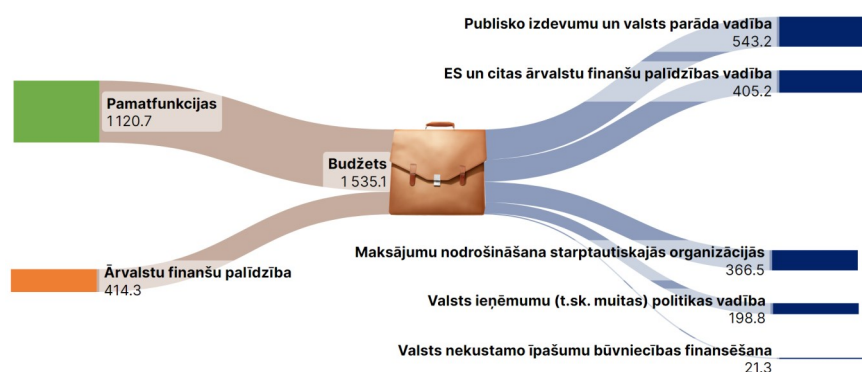 Publisko izdevumu un valsts parāda vadība
543.2
ES un citas ārvalstu finanšu palīdzības vadība
405.2
Pamatfunkcijas
1 120.7
Budžets
1 535.1
Ārvalstu finanšu palīdzība
414.3
Maksājumu nodrošināšana starptautiskajās organizācijās
366.5
Valsts ieņēmumu (t.sk. muitas) politikas vadība
198.8
Valsts nekustamo īpašumu būvniecības finansēšana
21.3